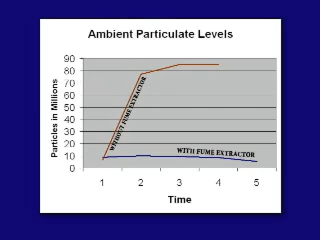 Ambient Particulate Levels
Particles in Millions
90
80
70
60
50
40
30
20
10
0
WITHOUT FUME EXTRACTOR
WITH FUME EXTRACTOR
1 2 3 4 5
Time